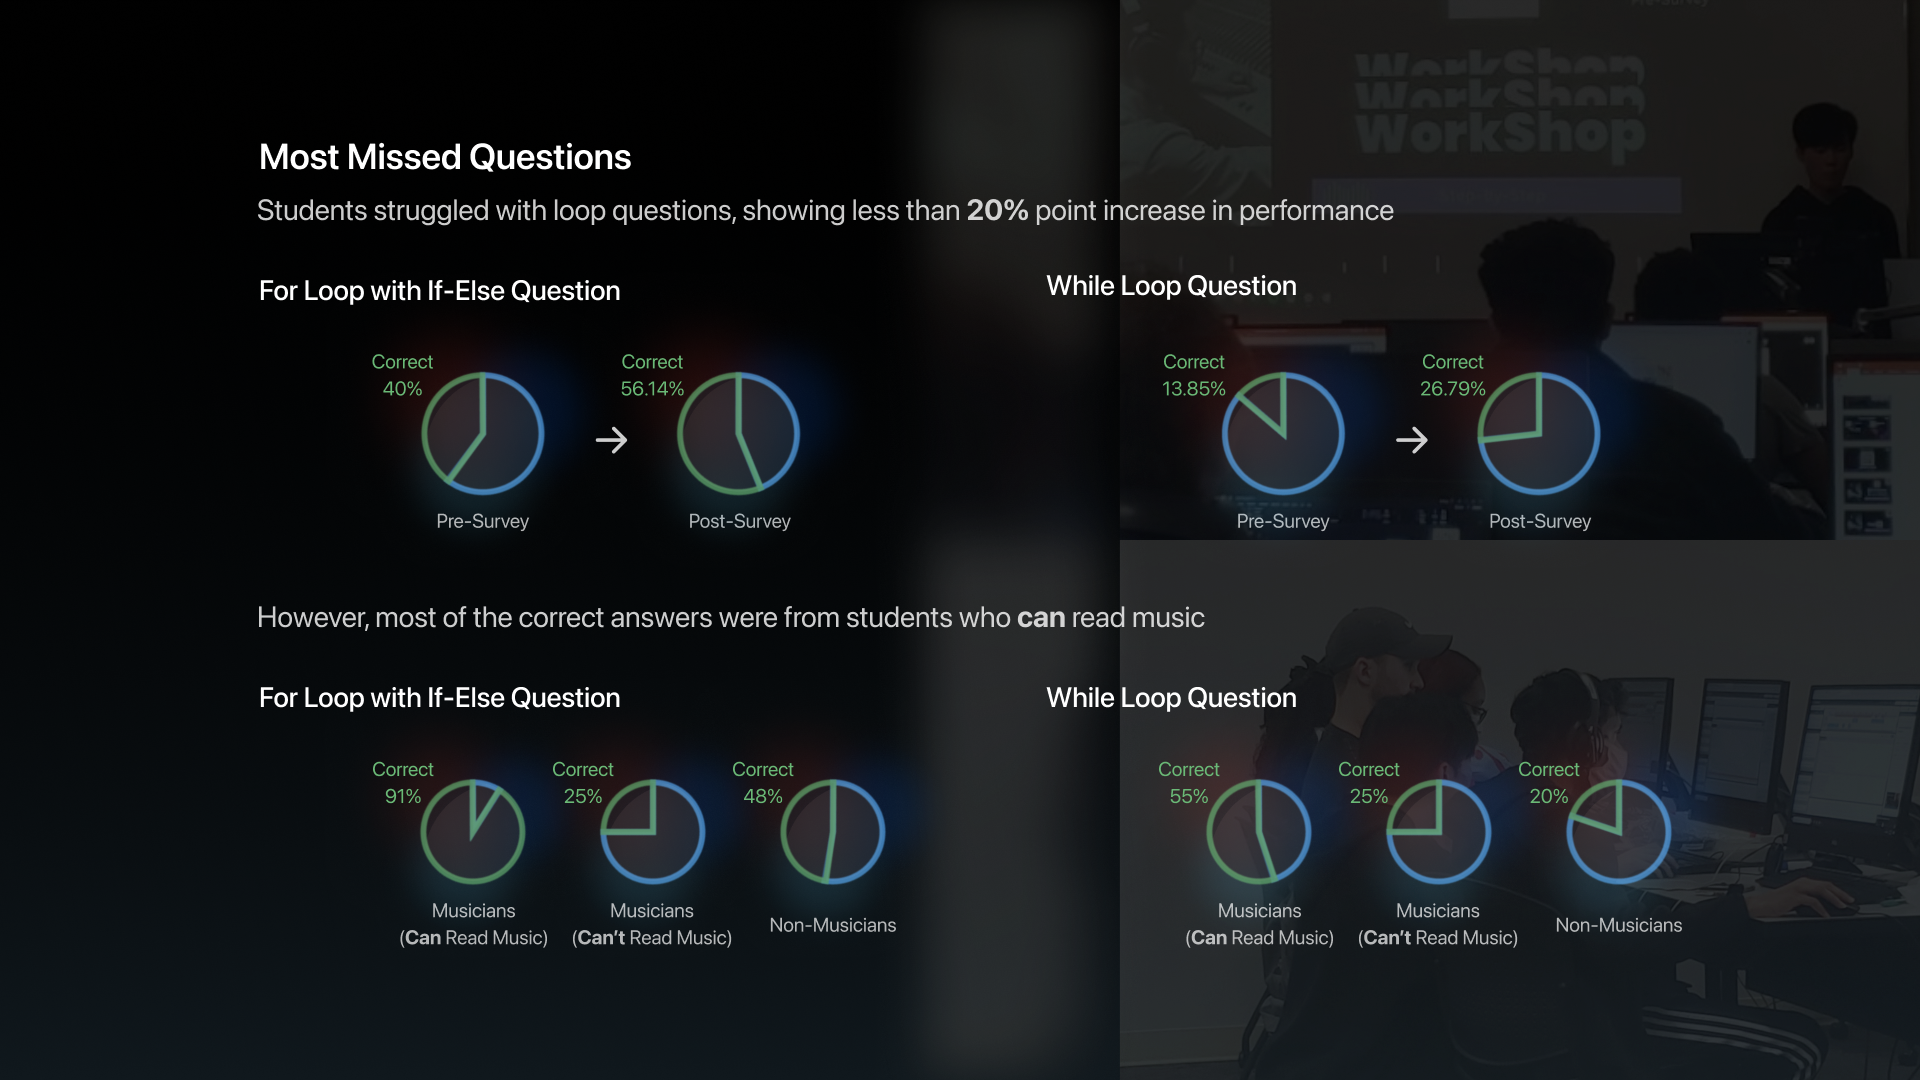 Pre-Survey
WorkShop
WorkShop
WorkShop
Most Missed Questions
Students struggled with loop questions, showing less than 20% point increase in performance
For Loop with If-Else Question
While Loop Question
Correct
40%
Correct
56.14%
Correct
13.85%
Correct
26.79%
Pre-Survey
Post-Survey
Pre-Survey
Post-Survey
However, most of the correct answers were from students who can read music
For Loop with If-Else Question
While Loop Question
Correct
91%
Correct
25%
Correct
48%
Correct
55%
Correct
25%
Correct
20%
Musicians
(Can Read Music)
Musicians
(Can't Read Music)
Non-Musicians
Musicians
(Can Read Music)
Musicians
(Can't Read Music)
Non-Musicians